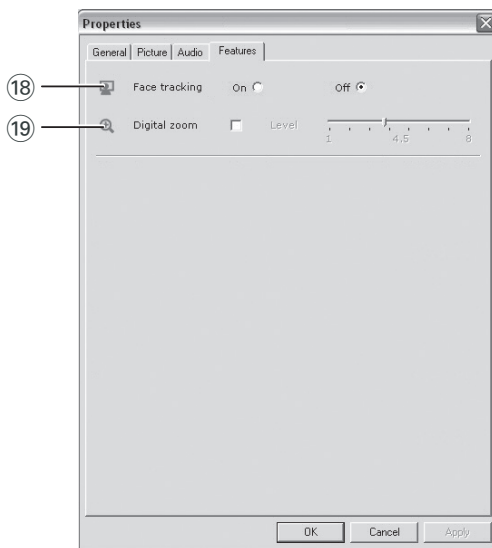 Properties
General Picture Audio Features
18 Face tracking On Off
19 Digital zoom Level
1 4.5 8
OK Cancel Apply